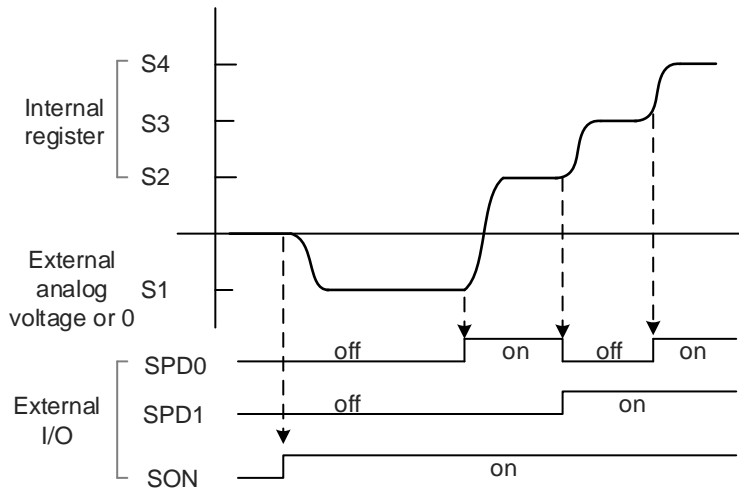 S4
Internal
register
S3
S2
External
analog
voltage or 0
S1
SPD0
off
on
off
on
External
I/O
SPD1
off
on
SON
on